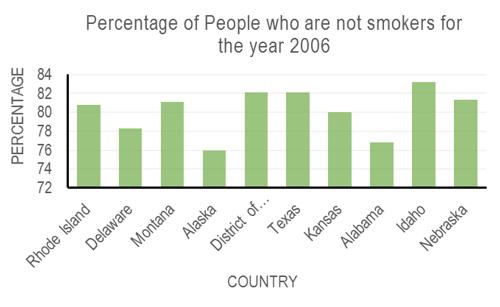 Percentage of People who are not smokers for
the year 2006
PERCENTAGE
84
82
80
78
76
74
72
Rhode Island
Delaware
Montana
Alaska
District of...
Texas
Kansas
Alabama
Idaho
Nebraska
COUNTRY